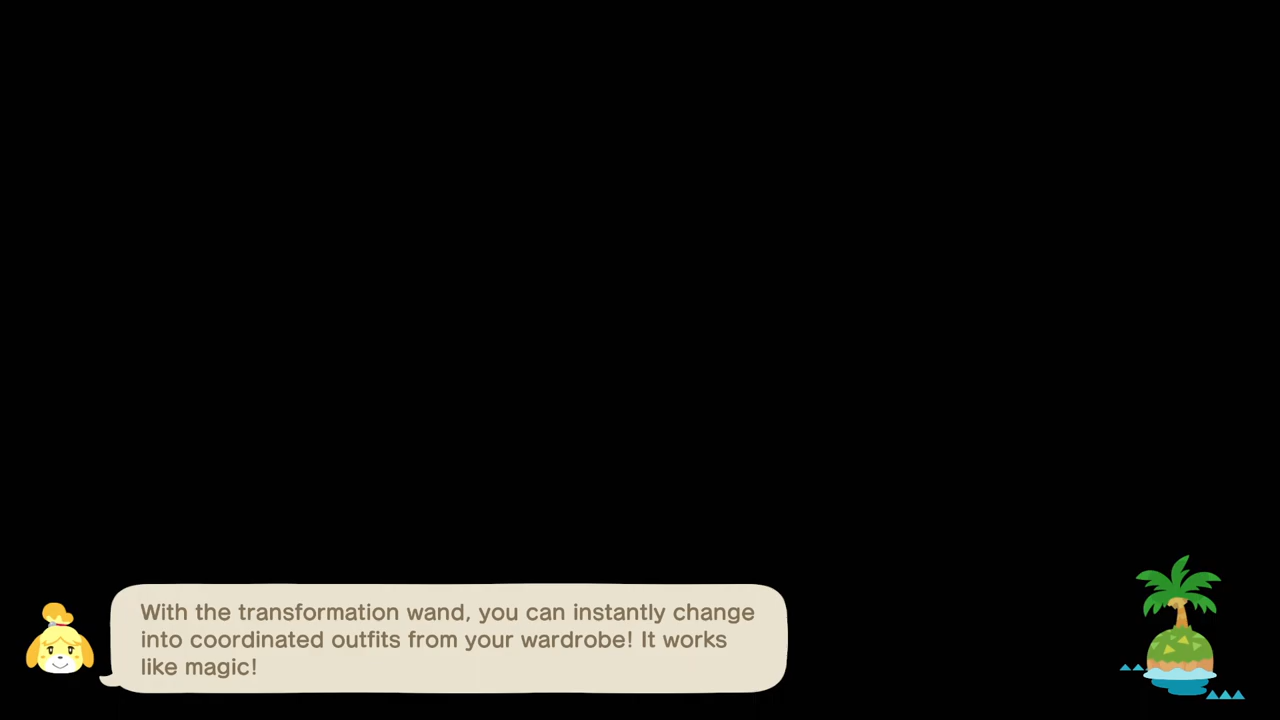 With the transformation wand, you can instantly change
into coordinated outfits from your wardrobe! It works
like magic!